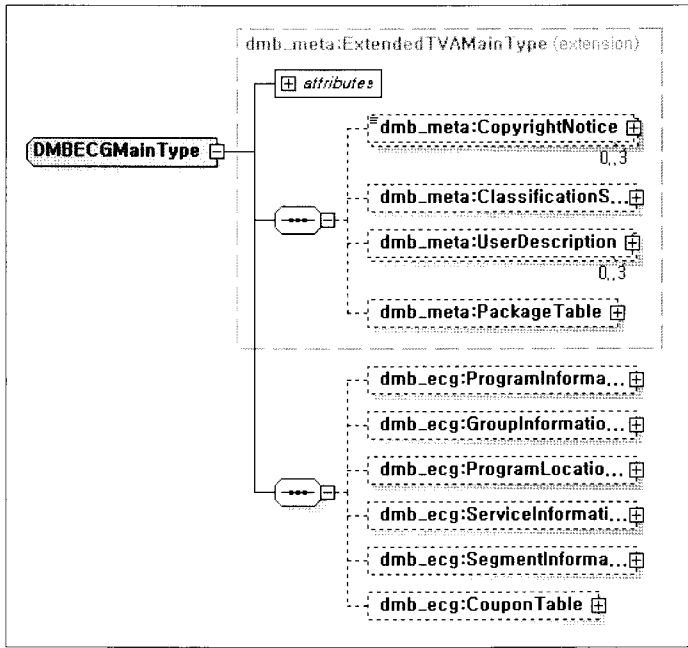 dmb_meta:ExtendedTVAMainType (extension)
attributes
DMBECGMainType
dmb_meta:CopyrightNotice
0..3
dmb_meta:ClassificationS...
dmb_meta:UserDescription
0..3
dmb_meta:PackageTable
dmb_ecg:ProgramInforma...
dmb_ecg:GroupInformatio...
dmb_ecg:ProgramLocatio...
dmb_ecg:ServiceInformati...
dmb_ecg:SegmentInforma...
dmb_ecg:CouponTable